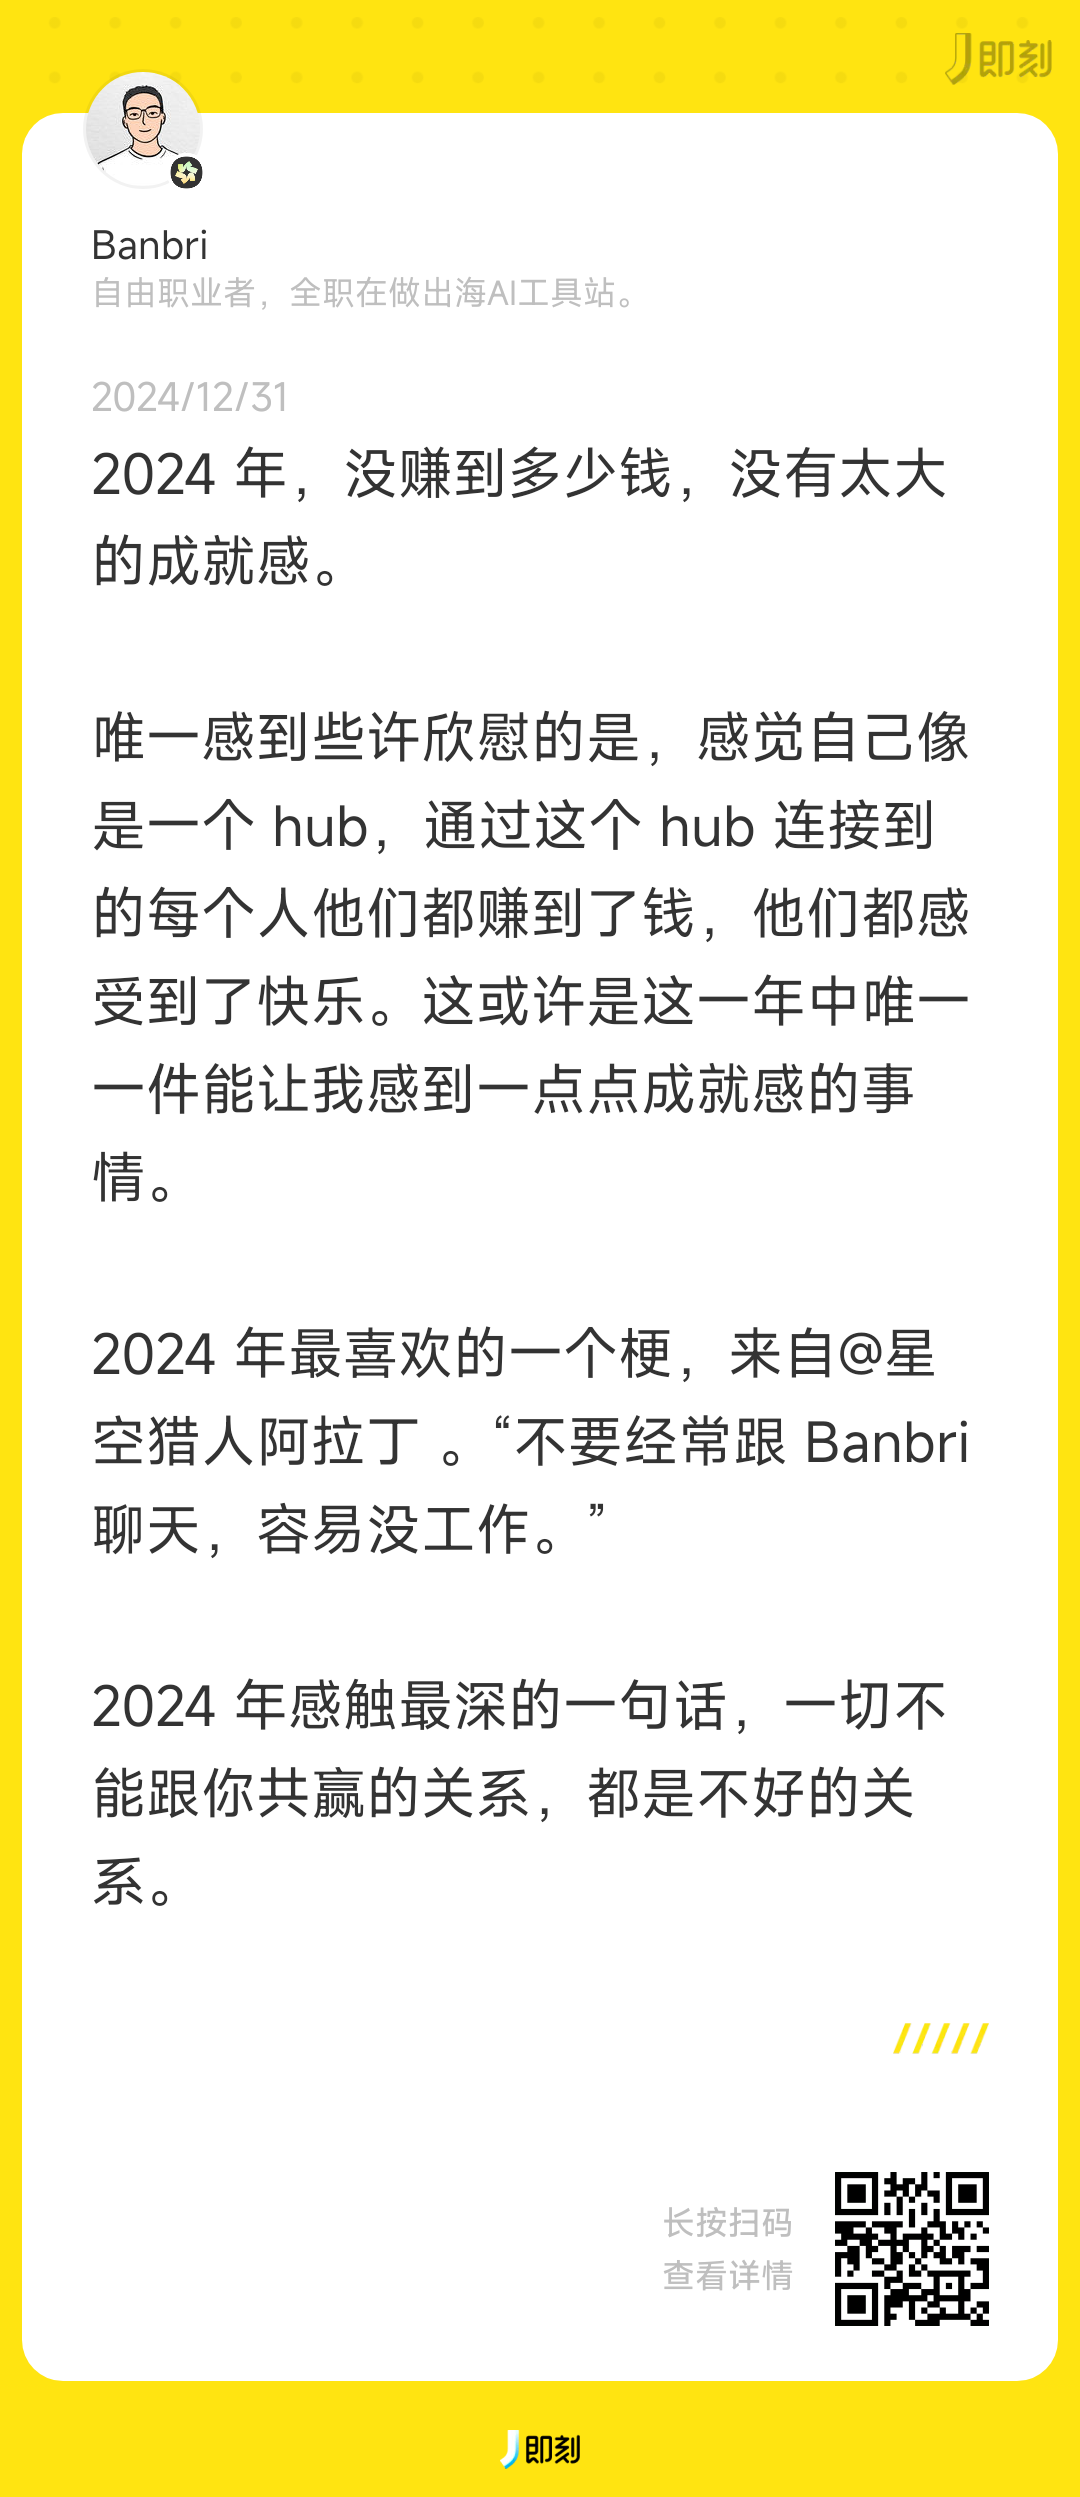 即刻
Banbri
自由职业者，全职在做出海AI工具站。
2024/12/31
2024 年，没赚到多少钱，没有太大
的成就感。
唯一感到些许欣慰的是，感觉自己像
是一个 hub，通过这个 hub 连接到
的每个人他们都赚到了钱，他们都感
受到了快乐。这或许是这一年中唯一
一件能让我感到一点点成就感的事
情。
2024 年最喜欢的一个梗，来自@星
空猎人阿拉丁 。“不要经常跟 Banbri
聊天，容易没工作。”
2024 年感触最深的一句话，一切不
能跟你共赢的关系，都是不好的关
系。
长按扫码
查看详情
即刻